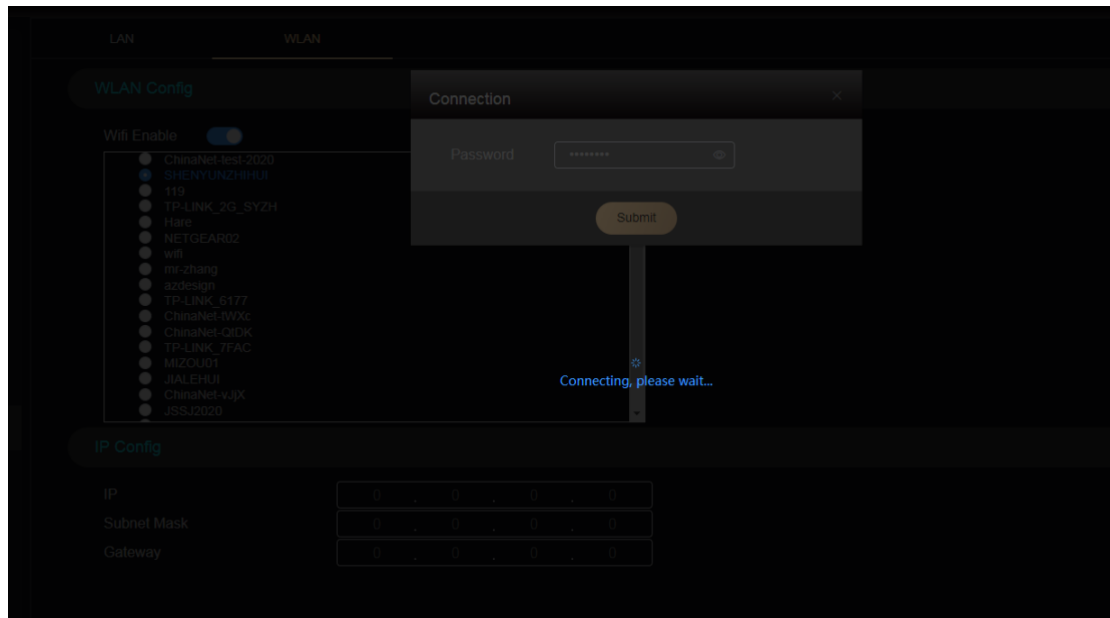 LAN WLAN
WLAN Config
Connection
Wifi Enable
Password ••••••••
ChinaNet-test-2020
SHENYUNZHIHUI
119
TP-LINK_2G_SYZH
Hare
Submit
NETGEAR02
wifi
mr-zhang
azdesign
TP-LINK_6177
ChinaNet-tWXc
ChinaNet-QtDK
TP-LINK_7FAC
MIZOU01
JIALEHUI
Connecting, please wait...
ChinaNet-vJjX
JSSJ2020
IP Config
IP 0 . 0 . 0 . 0
Subnet Mask 0 . 0 . 0 . 0
Gateway 0 . 0 . 0 . 0